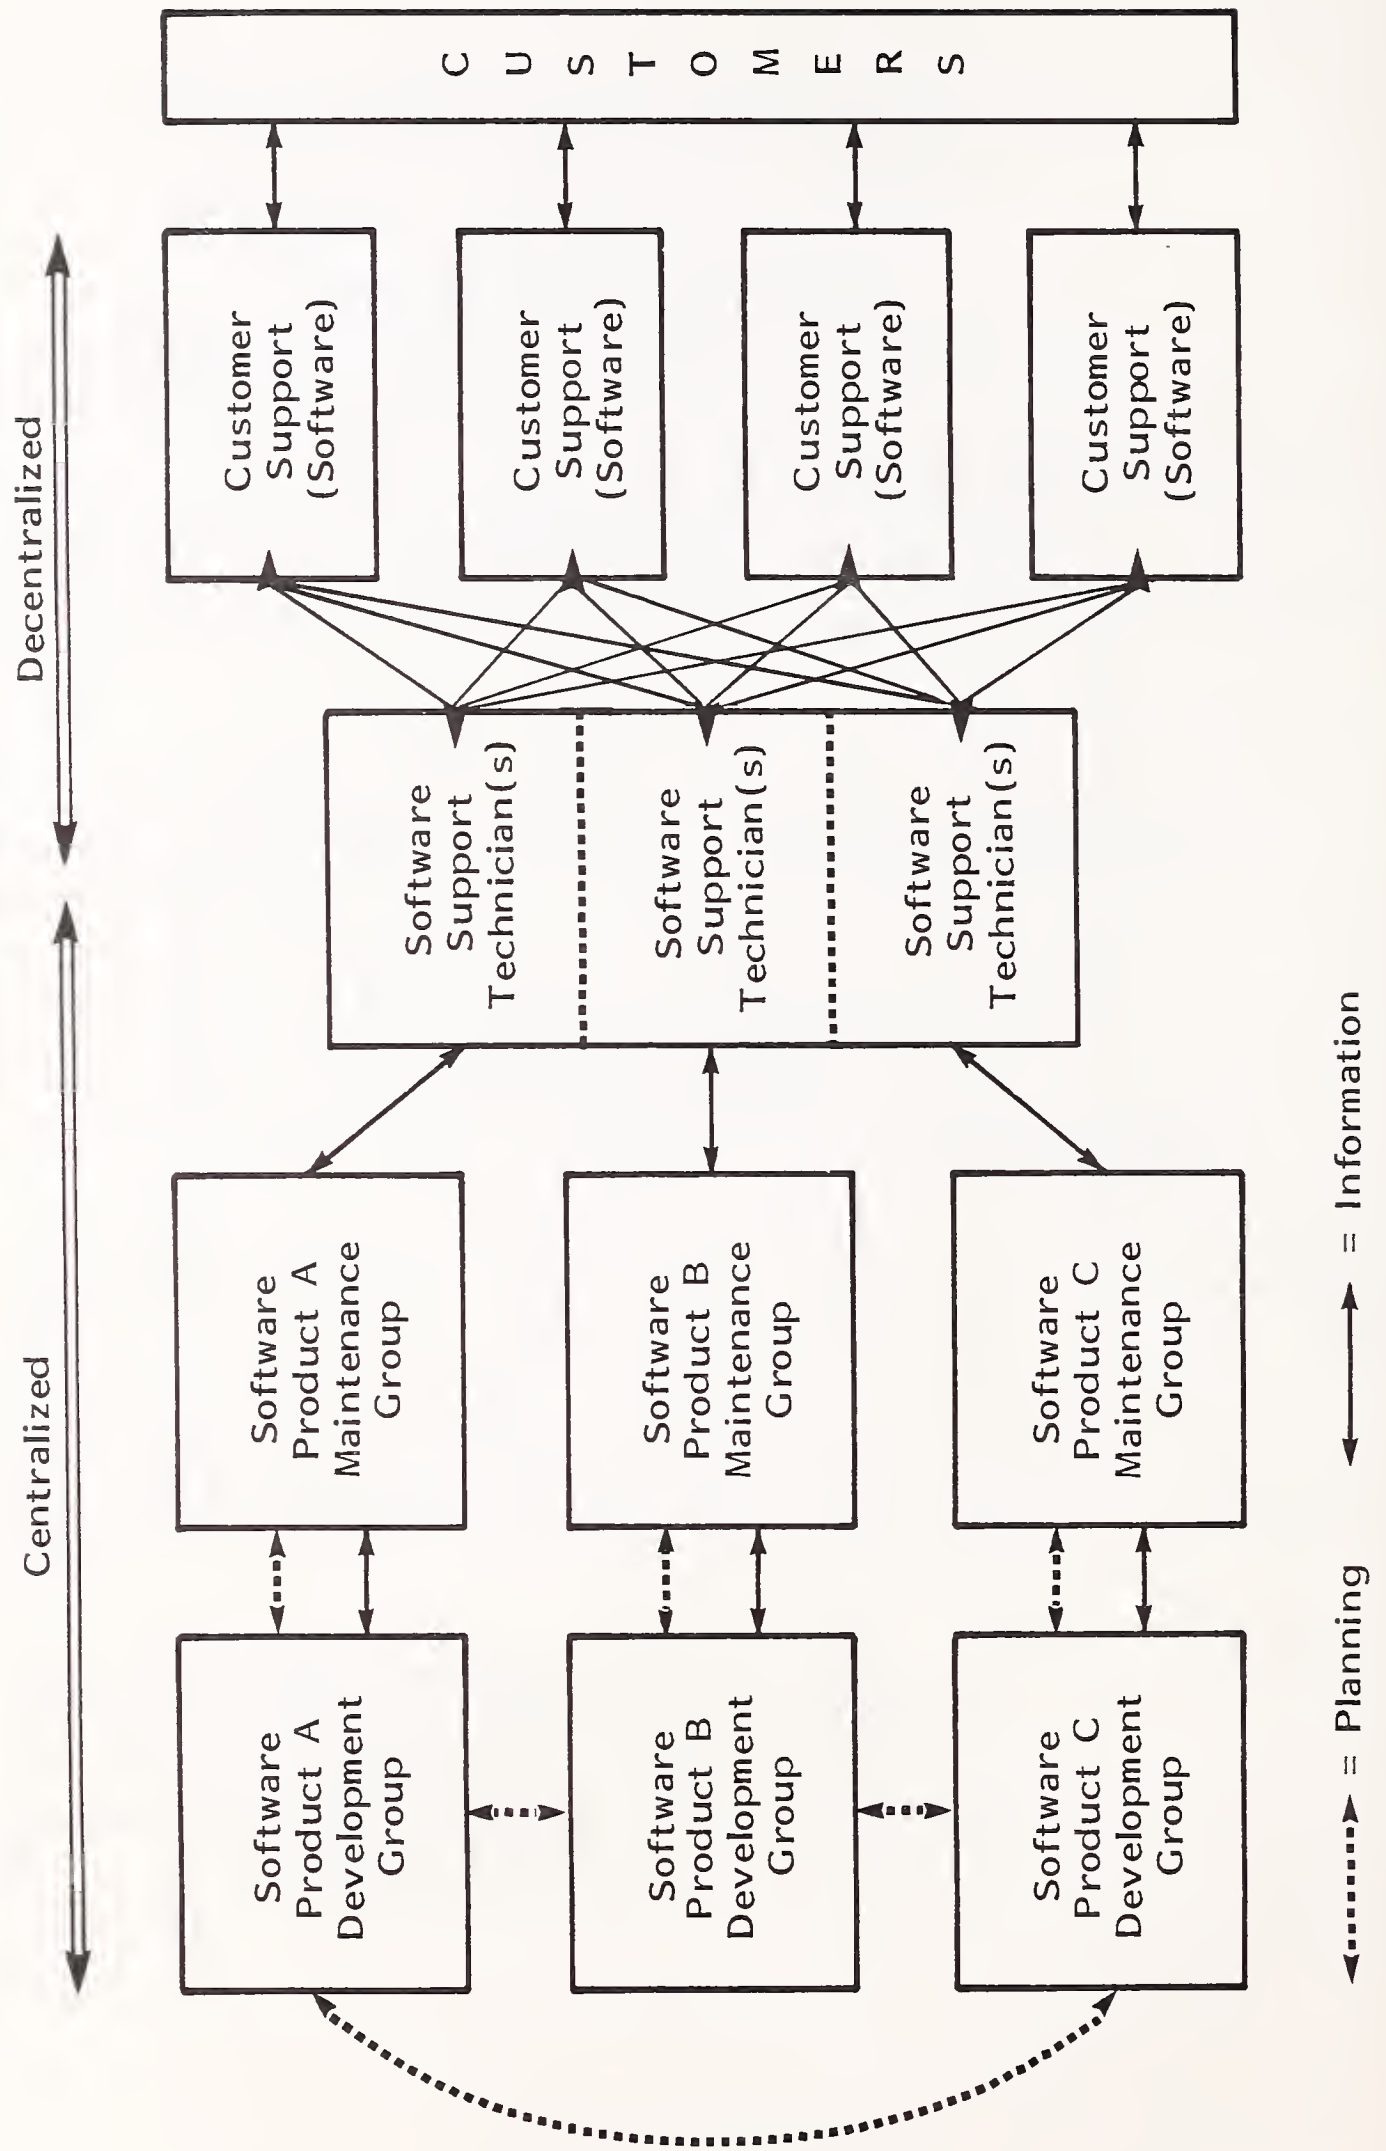 Centralized
Decentralized
Software
Product A
Development
Group
Software
Product A
Maintenance
Group
Software
Support
Technician(s)
Customer
Support
(Software)
Software
Product B
Development
Group
Software
Product B
Maintenance
Group
Software
Support
Technician(s)
Customer
Support
(Software)
Customer
Support
(Software)
Software
Product C
Development
Group
Software
Product C
Maintenance
Group
Software
Support
Technician(s)
Customer
Support
(Software)
CUSTOMERS
= Planning
= Information